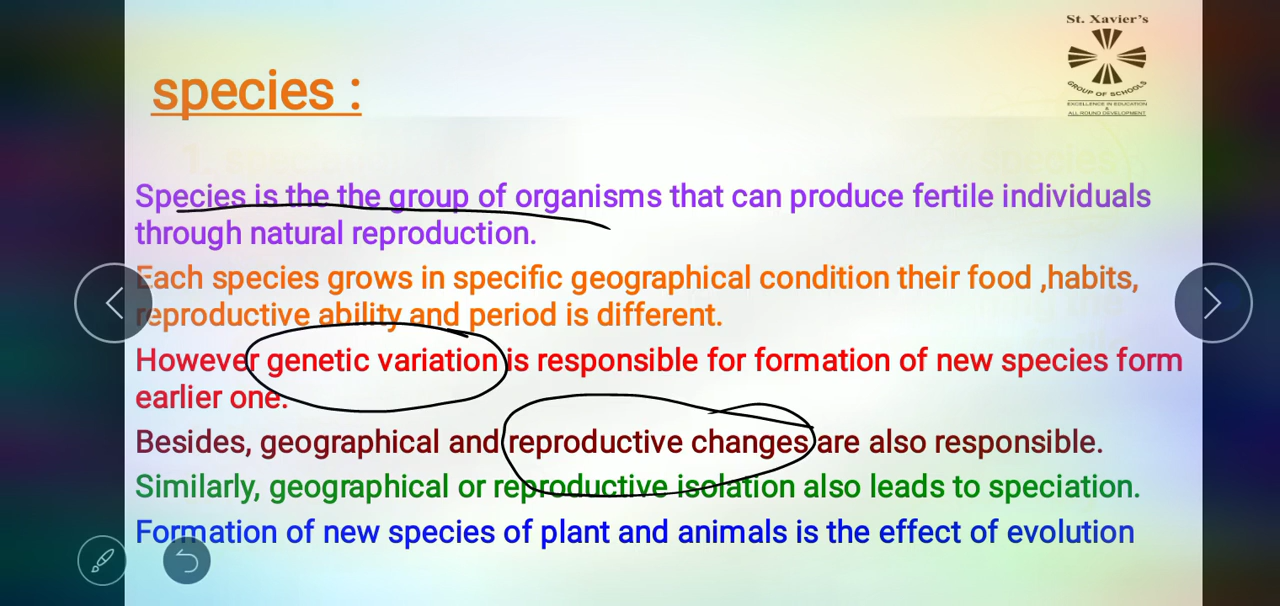 St. Xavier's
GROUP OF SCHOOLS
EXCELLENCE IN EDUCATION
&
ALL ROUND DEVELOPMENT
species :
Species is the the group of organisms that can produce fertile individuals
through natural reproduction.
Each species grows in specific geographical condition their food ,habits,
reproductive ability and period is different.
However genetic variation is responsible for formation of new species form
earlier one.
Besides, geographical and reproductive changes are also responsible.
Similarly, geographical or reproductive isolation also leads to speciation.
Formation of new species of plant and animals is the effect of evolution